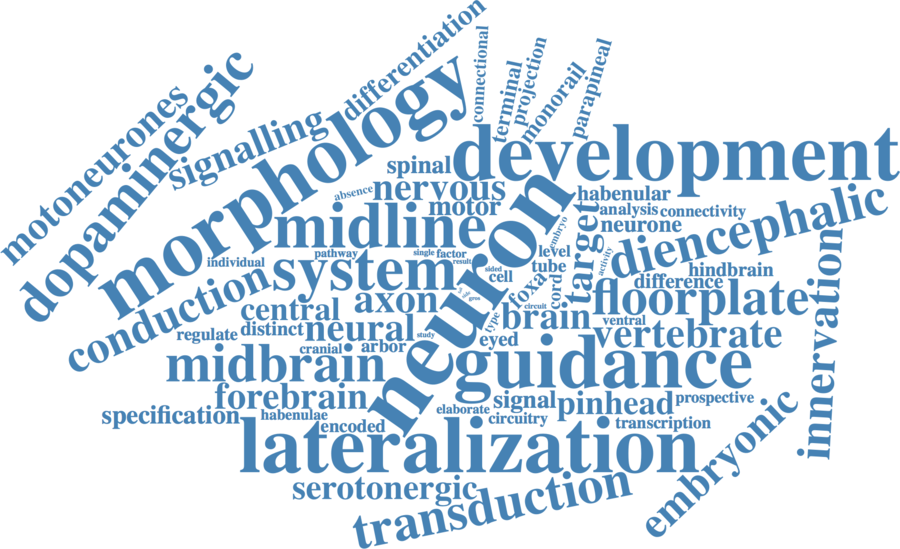 differentiation
connectional
terminal
projection
monorail
parapineal
motoneurones
dopaminergic
signalling
morphology
development
spinal
absence
nervous
motor
habenular
analysis
connectivity
neurone
midline
neuron
target
embryo
diencephalic
pathway
single
factor
result
level
activity
individual
system
sided
cell
tube
hindbrain
difference
conduction
axon
foxa
cord
floorplate
innervation
central
gros
circuit
type
brain
ventral
vertebrate
regulate
distinct
neural
study
eyed
cranial
arbor
midbrain
guidance
forebrain
signal
pinhead
prospective
specification
habenulae
encoded
elaborate
circuitry
transcription
lateralization
embryonic
serotonergic
transduction